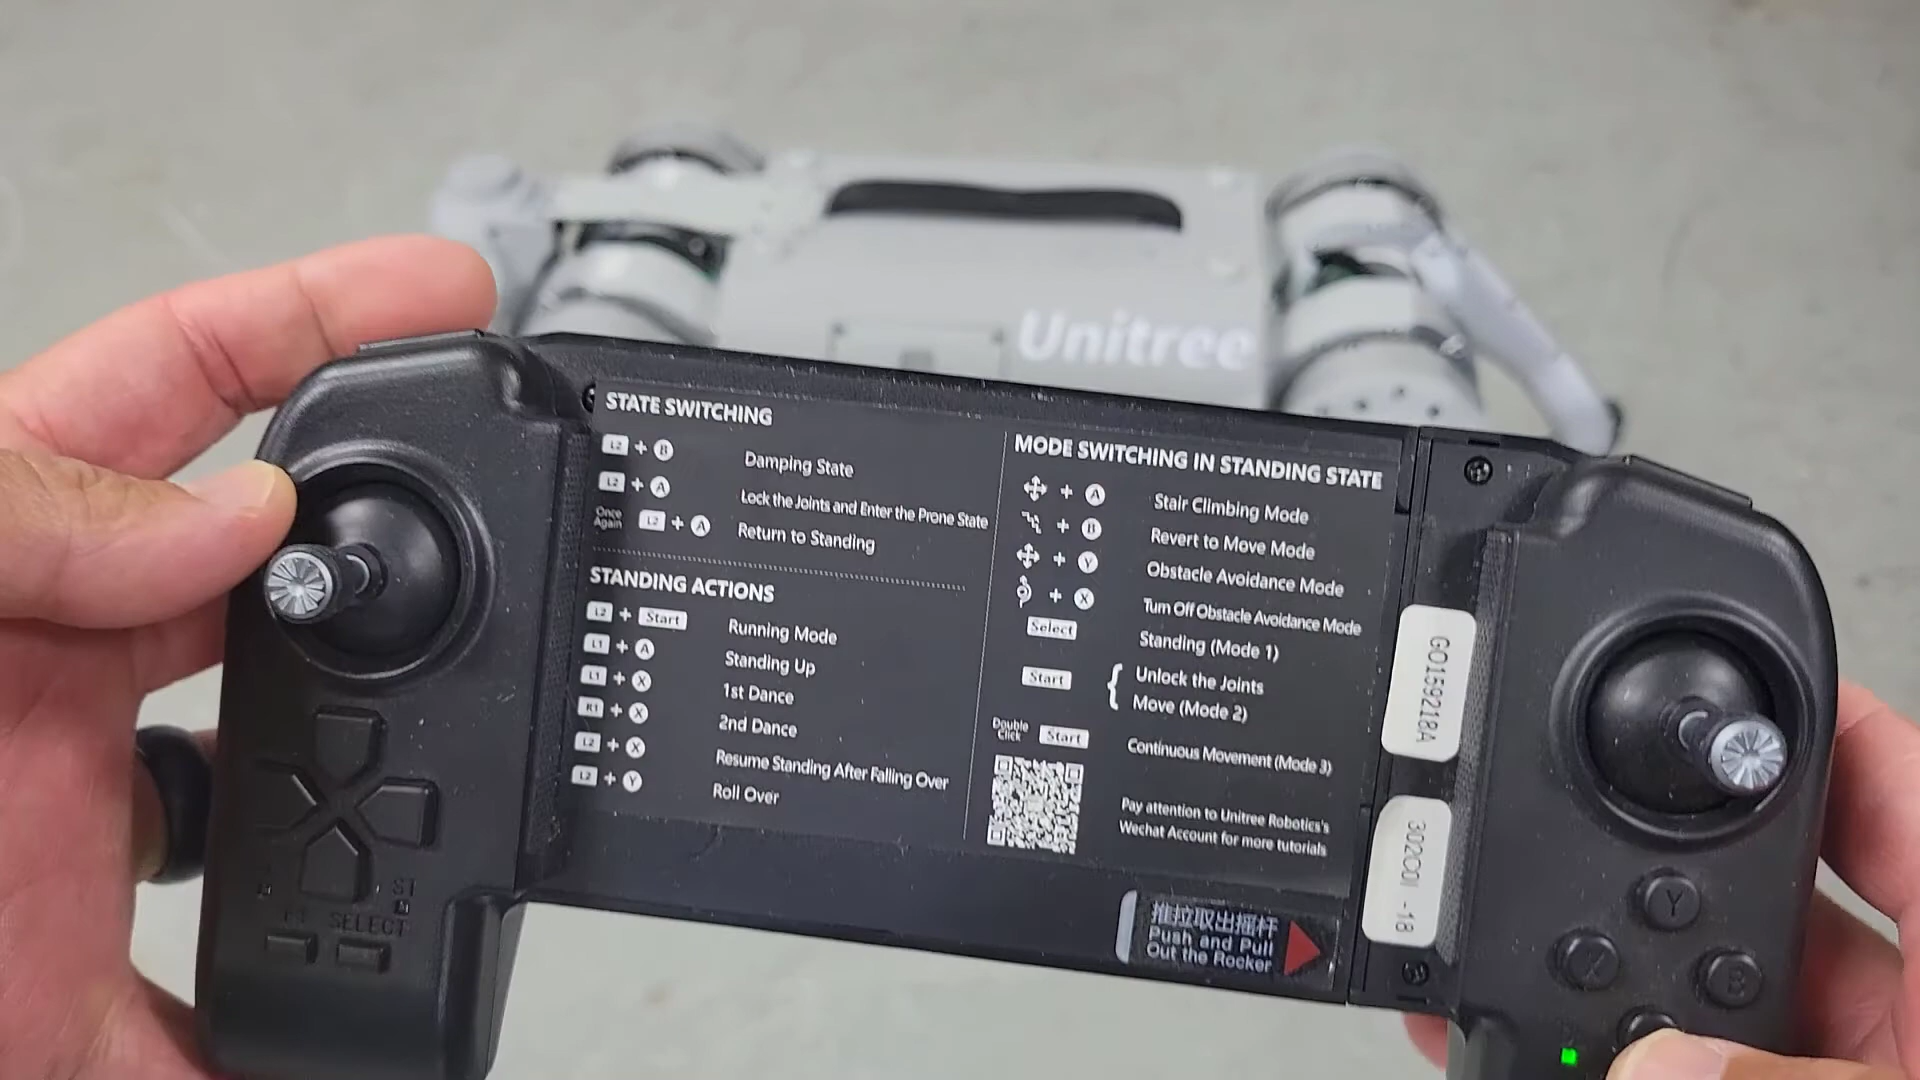 Unitree
STATE SWITCHING
L2 + B Damping State
L2 + A Lock the Joints and Enter the Prone State
Once Again L2 + A Return to Standing
STANDING ACTIONS
L2 + Start Running Mode
L1 + A Standing Up
L1 + X 1st Dance
R1 + X 2nd Dance
L2 + X Resume Standing After Falling Over
L2 + Y Roll Over
MODE SWITCHING IN STANDING STATE
+ A Stair Climbing Mode
+ B Revert to Move Mode
+ Y Obstacle Avoidance Mode
+ X Turn Off Obstacle Avoidance Mode
Select Standing (Mode 1)
Start { Unlock the Joints
Move (Mode 2)
Double Click Start Continuous Movement (Mode 3)
Pay attention to Unitree Robotics's
Wechat Account for more tutorials
推拉取出摇杆
Push and Pull
Out the Rocker
GO159218A
302001 -18
SELECT
Y
X
B